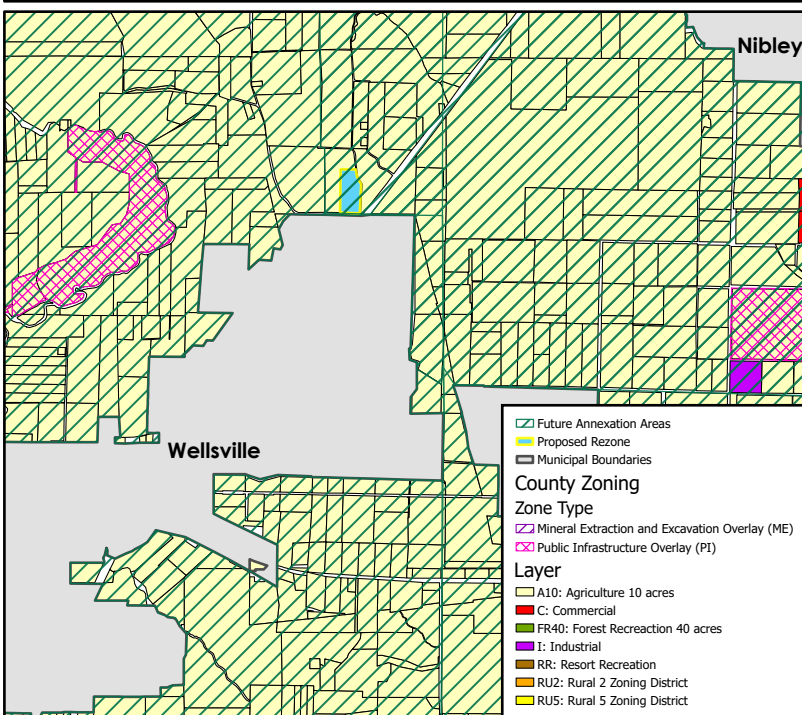 Nibley
Wellsville
Future Annexation Areas
Proposed Rezone
Municipal Boundaries
County Zoning
Zone Type
Mineral Extraction and Excavation Overlay (ME)
Public Infrastructure Overlay (PI)
Layer
A10: Agriculture 10 acres
C: Commercial
FR40: Forest Recreaction 40 acres
I: Industrial
RR: Resort Recreation
RU2: Rural 2 Zoning District
RU5: Rural 5 Zoning District